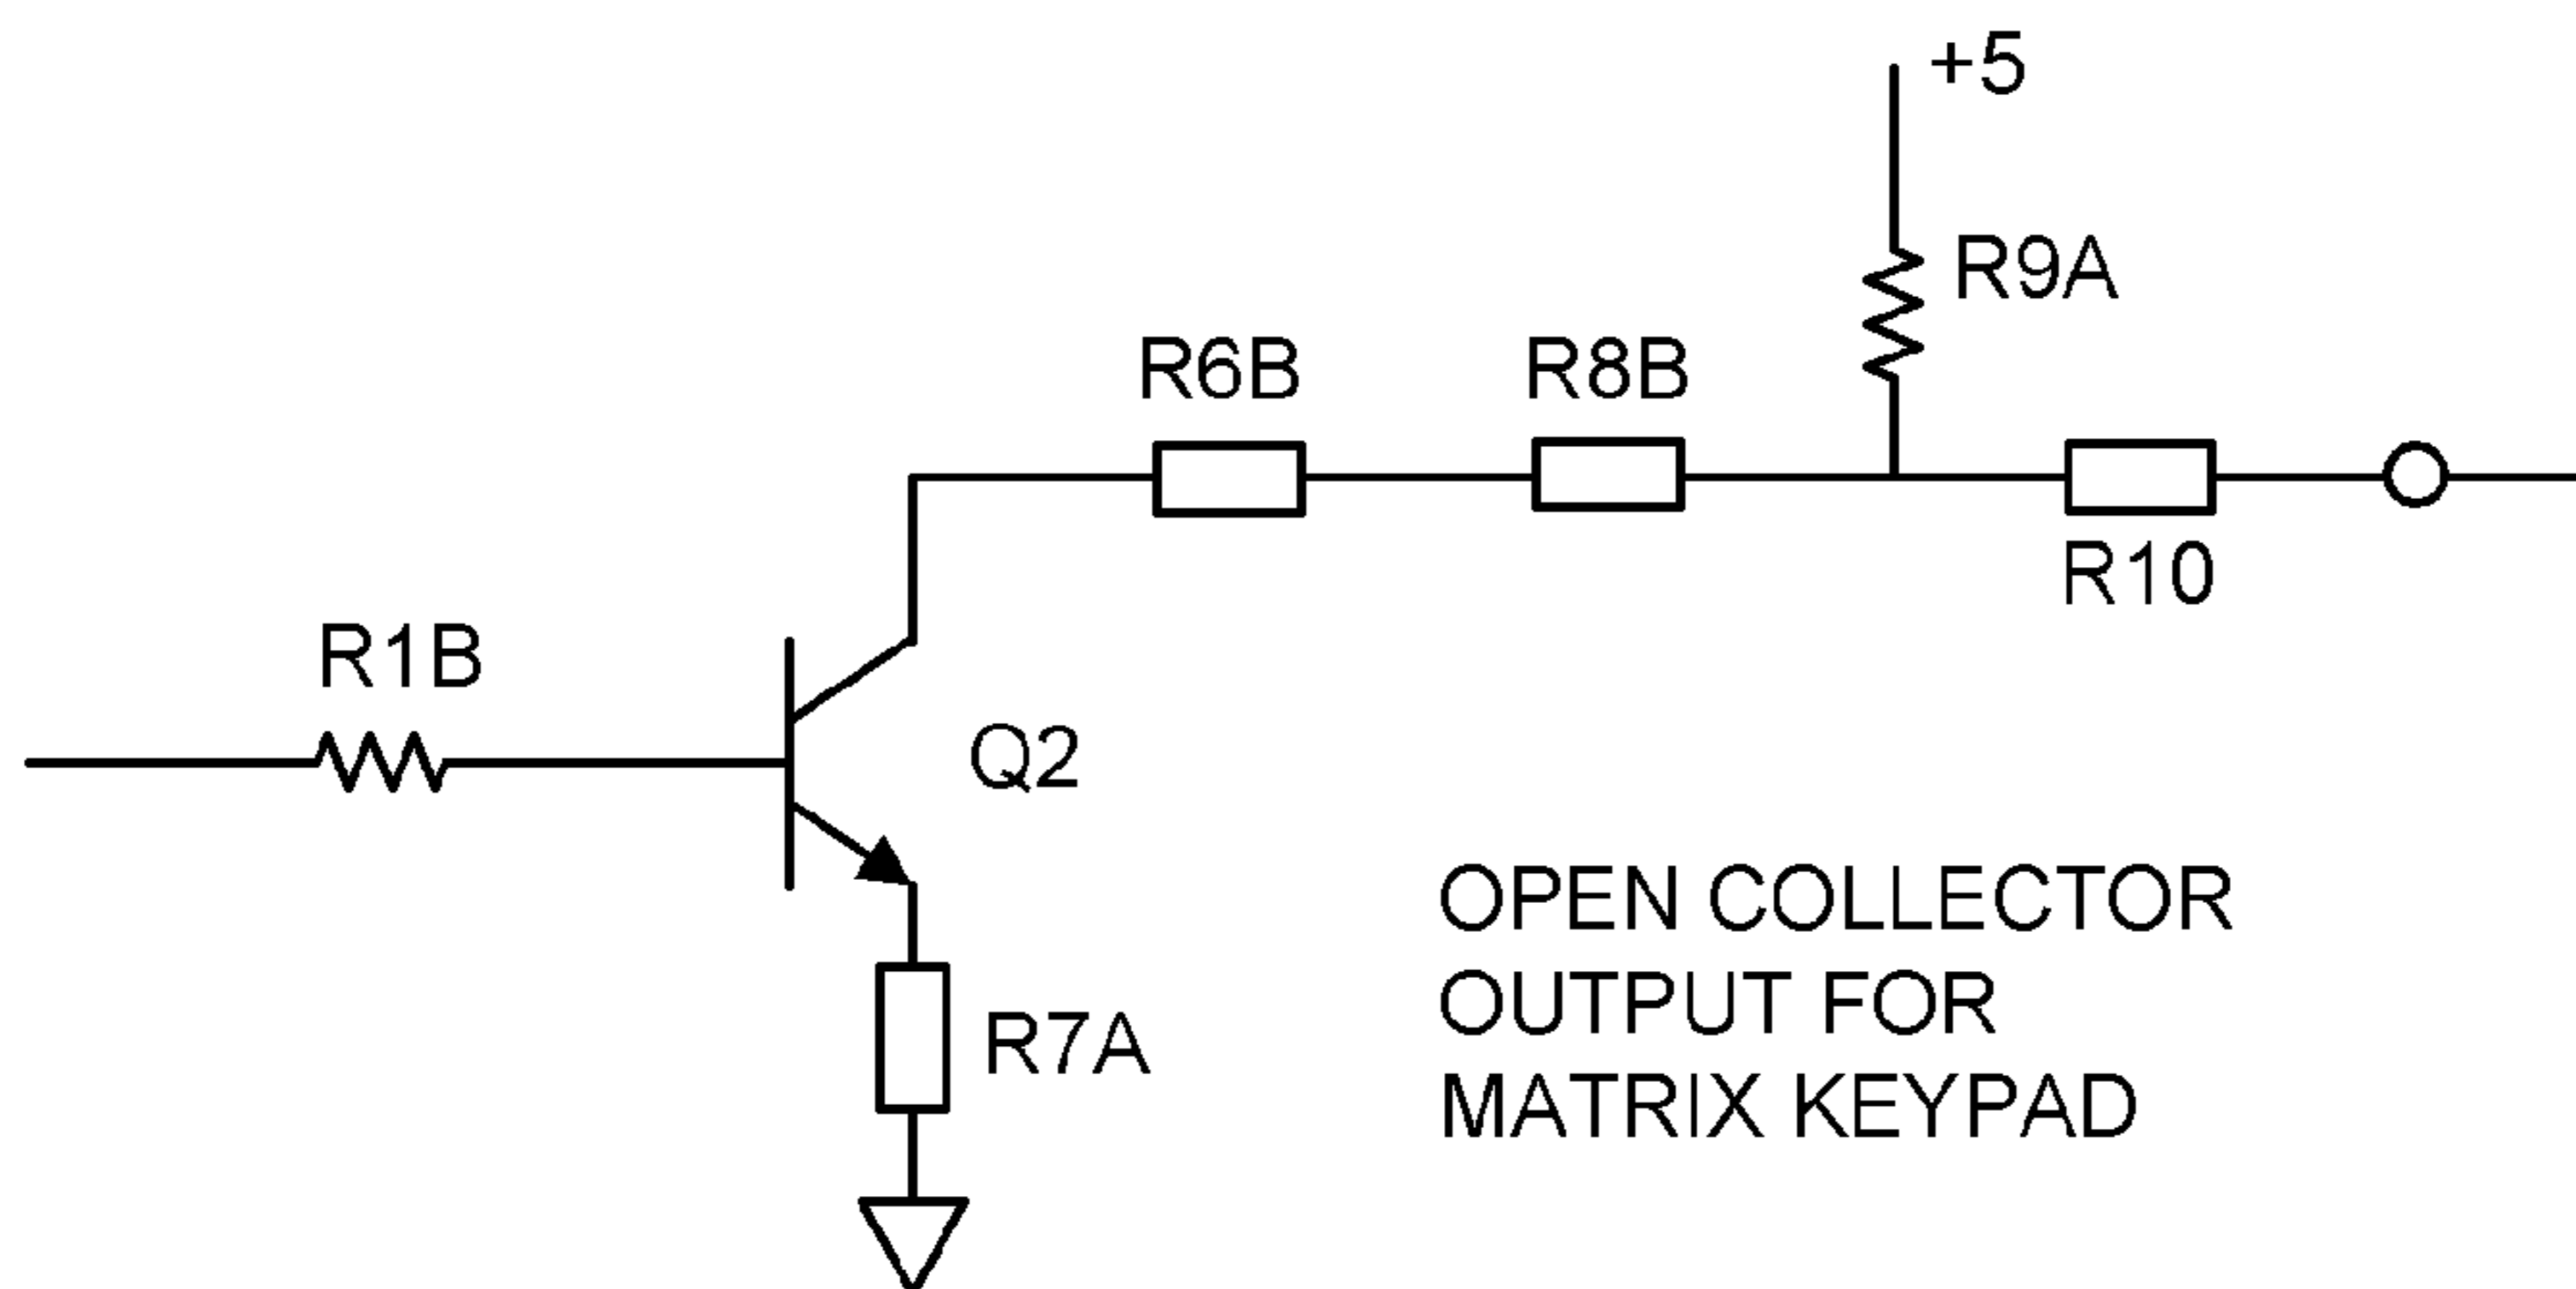 +5
R9A
R6B
R8B
R10
R1B
Q2
R7A
OPEN COLLECTOR
OUTPUT FOR
MATRIX KEYPAD